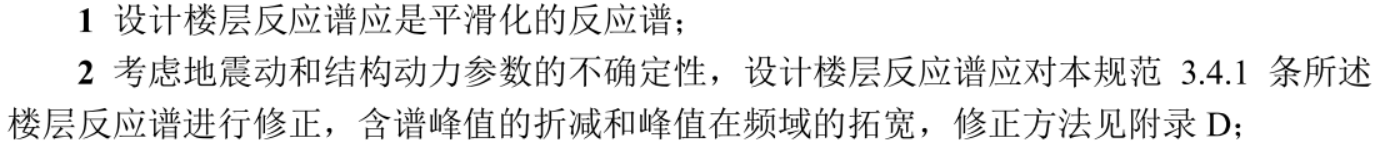 1 设计楼层反应谱应是平滑化的反应谱；
2 考虑地震动和结构动力参数的不确定性，设计楼层反应谱应对本规范 3.4.1 条所述
楼层反应谱进行修正，含谱峰值的折减和峰值在频域的拓宽，修正方法见附录 D；